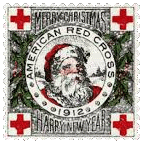 MERRY CHRISTMAS
AMERICAN RED CROSS
1912
HAPPY NEW YEAR